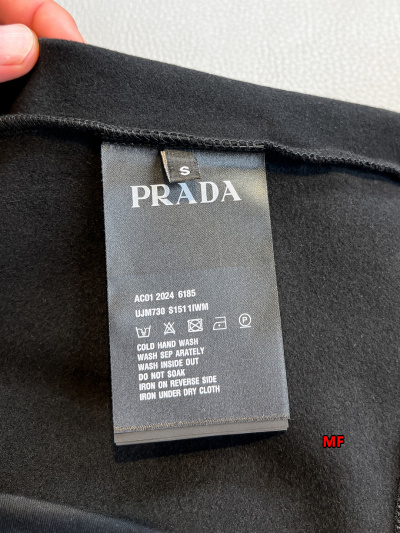 S
PRADA
AC01 2024 6185
UJM730 S1511IWM
P
COLD HAND WASH
WASH SEP ARATELY
WASH INSIDE OUT
DO NOT SOAK
IRON ON REVERSE SIDE
IRON UNDER DRY CLOTH
MF